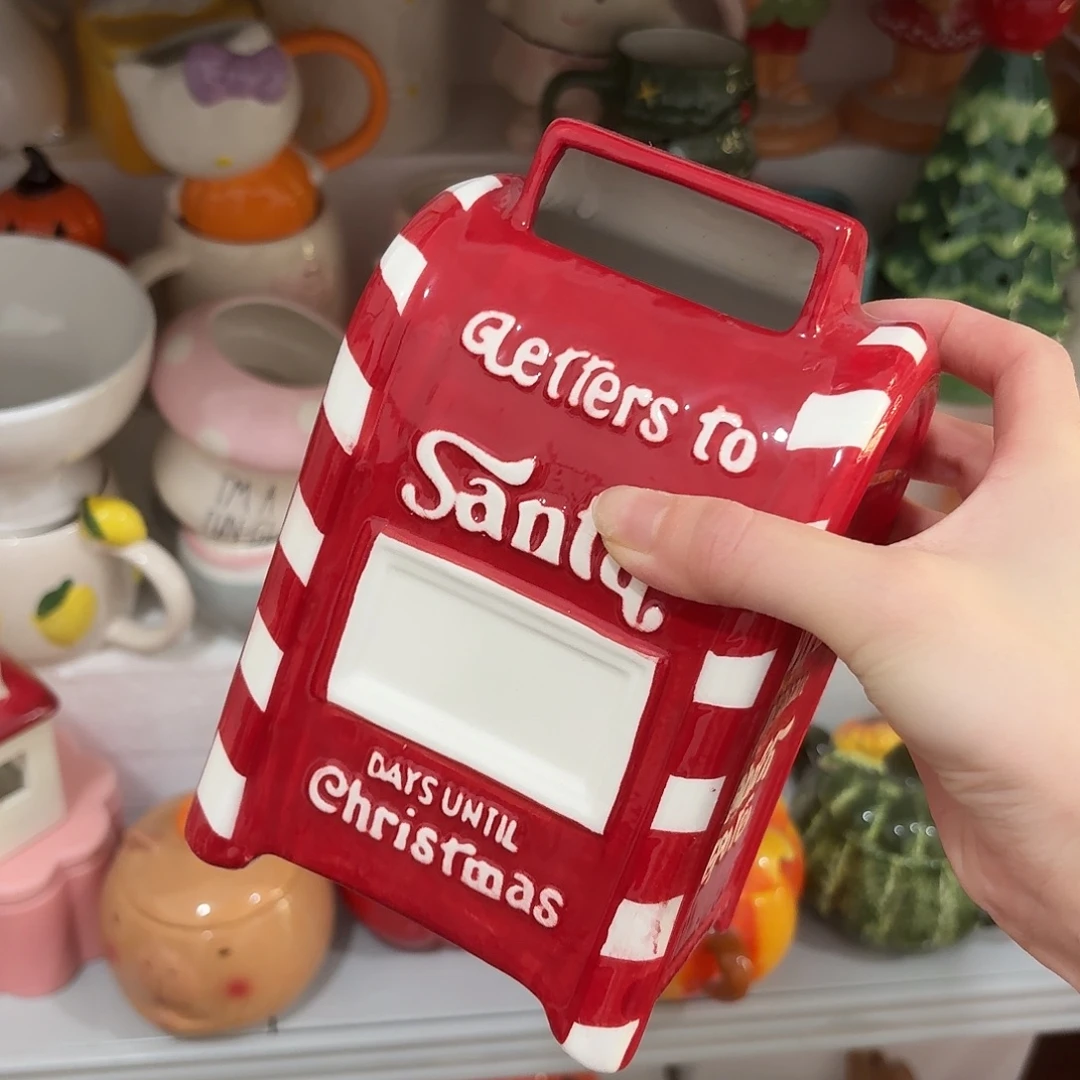 Letters to
Santa
DAYS UNTIL
Christmas
I'M A